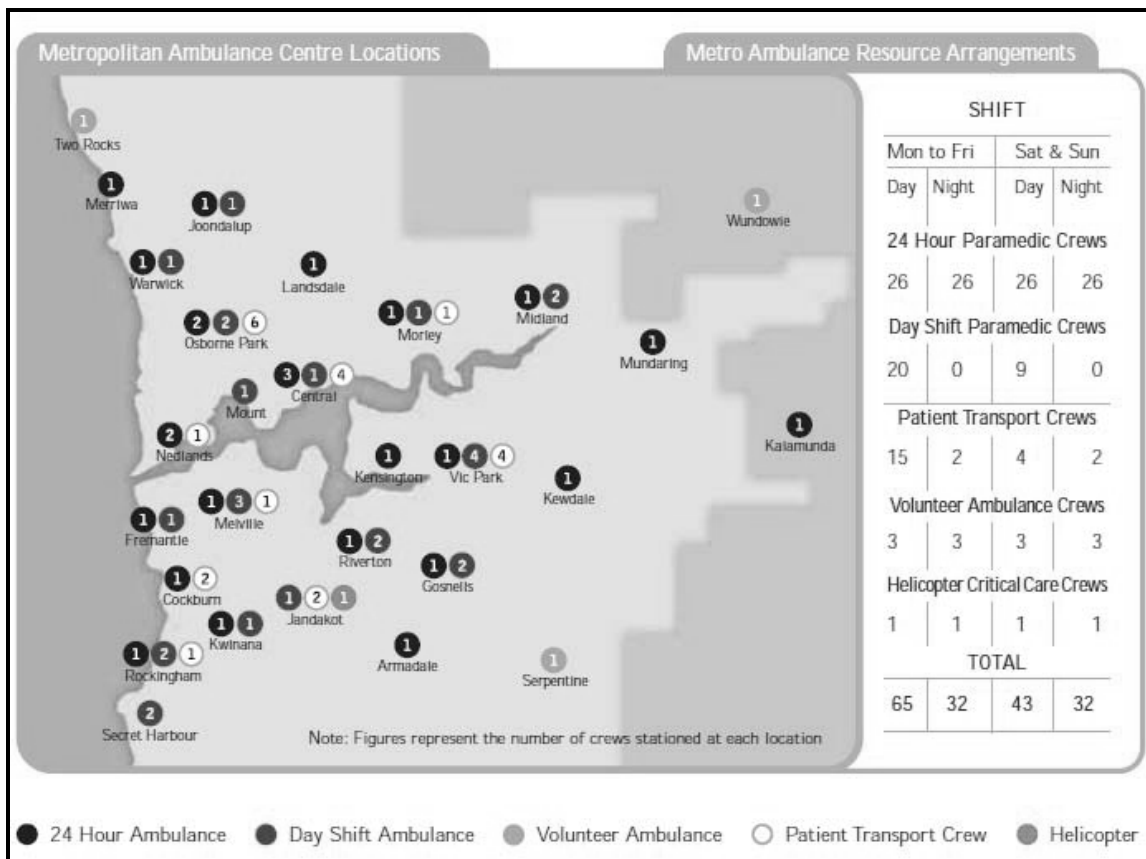 Metropolitan Ambulance Centre Locations
Metro Ambulance Resource Arrangements
1
Two Rocks
1
Merriwa
1 1
Joondalup
1
Wundowie
1 1
Warwick
1
Landsdale
2 2 6
Osborne Park
1 1 1
Morley
1 2
Midland
1
Mundaring
3 1 4
Central
1
Mount
2 1
Nedlands
1
Kensington
1 4 4
Vic Park
1
Kewdale
1
Kalamunda
1 3 1
Melville
1 1
Fremantle
1 2
Riverton
1 2
Gosnells
1 2
Cockburn
1 2 1
Jandakot
1 1
Kwinana
1 2 1
Rockingham
1
Armadale
1
Serpentine
2
Secret Harbour
Note: Figures represent the number of crews stationed at each location
SHIFT
Mon to Fri Sat & Sun
Day Night Day Night
24 Hour Paramedic Crews
26 26 26 26
Day Shift Paramedic Crews
20 0 9 0
Patient Transport Crews
15 2 4 2
Volunteer Ambulance Crews
3 3 3 3
Helicopter Critical Care Crews
1 1 1 1
TOTAL
65 32 43 32
24 Hour Ambulance Day Shift Ambulance Volunteer Ambulance Patient Transport Crew Helicopter